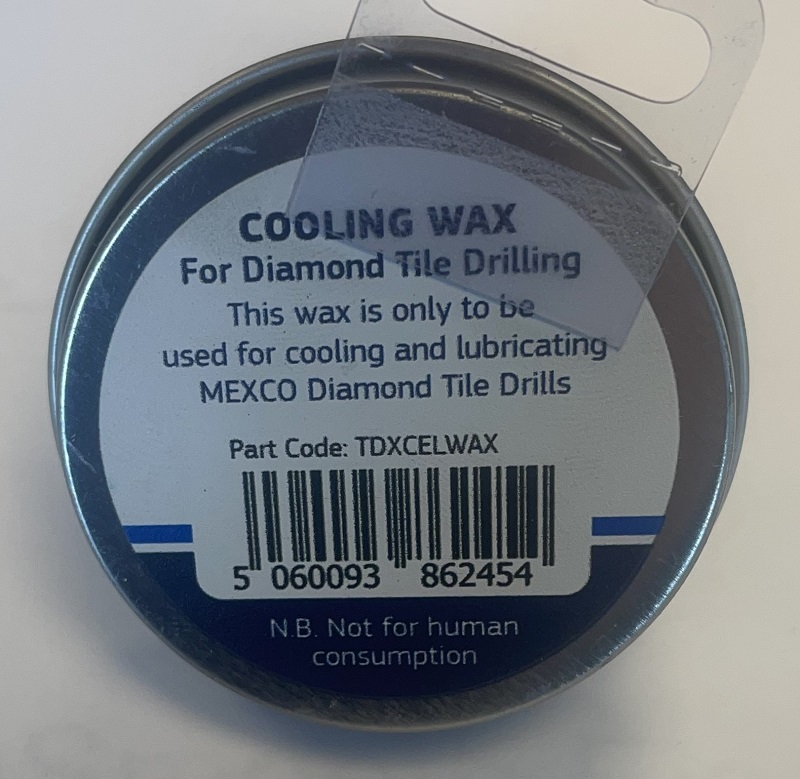 COOLING WAX
For Diamond Tile Drilling
This wax is only to be
used for cooling and lubricating
MEXCO Diamond Tile Drills
Part Code: TDXCELWAX
5 060093 862454
N.B. Not for human
consumption